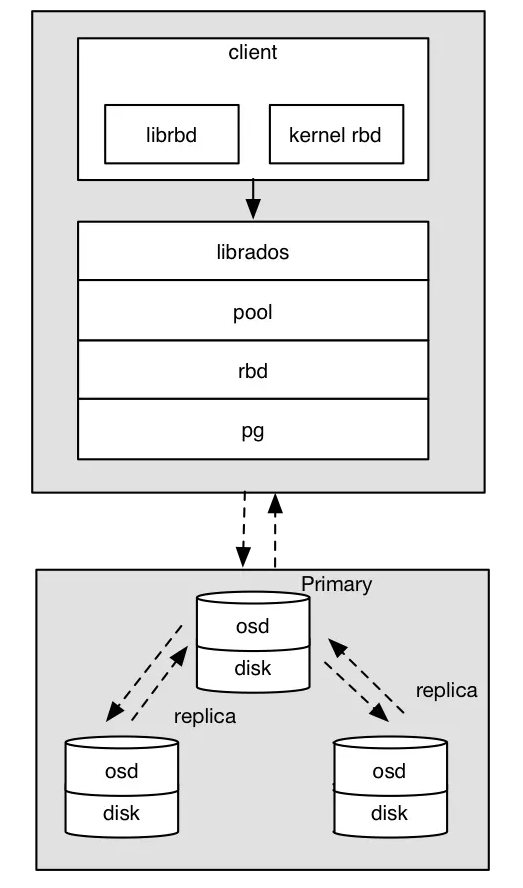 client
librbd
kernel rbd
librados
pool
rbd
pg
Primary
osd
disk
replica
replica
osd
disk
osd
disk